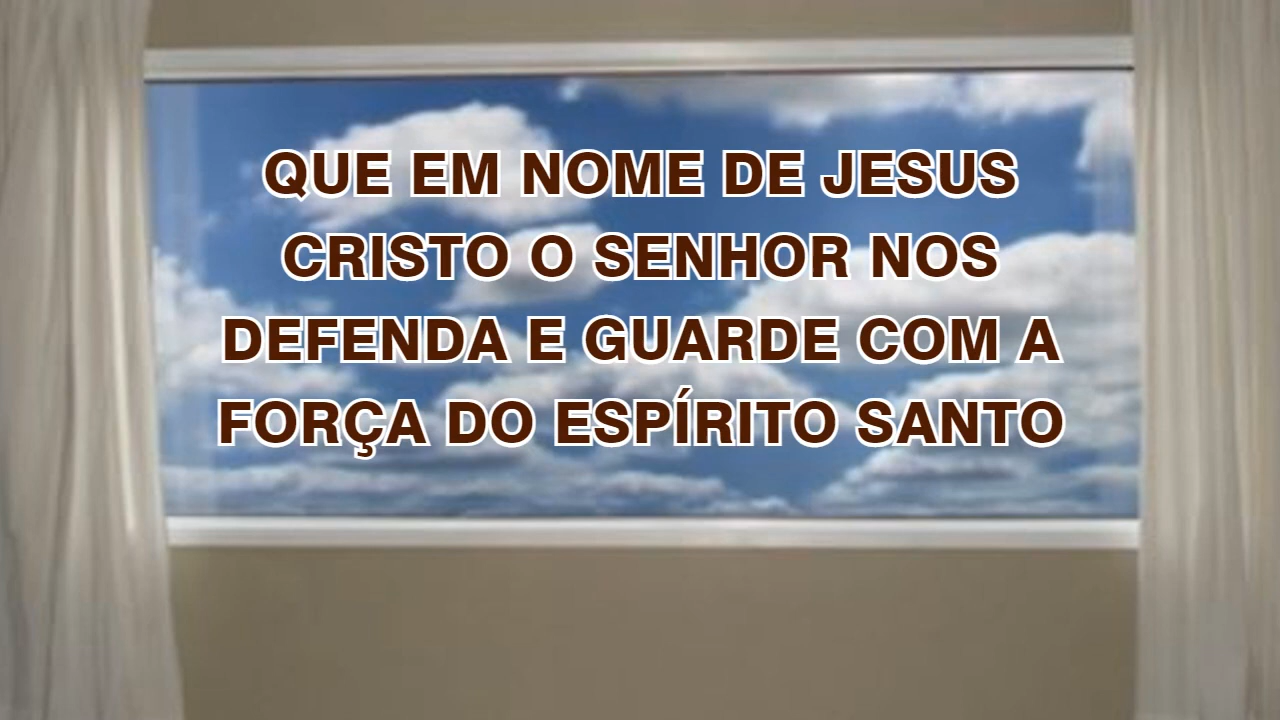 QUE EM NOME DE JESUS
CRISTO O SENHOR NOS
DEFENDA E GUARDE COM A
FORÇA DO ESPÍRITO SANTO